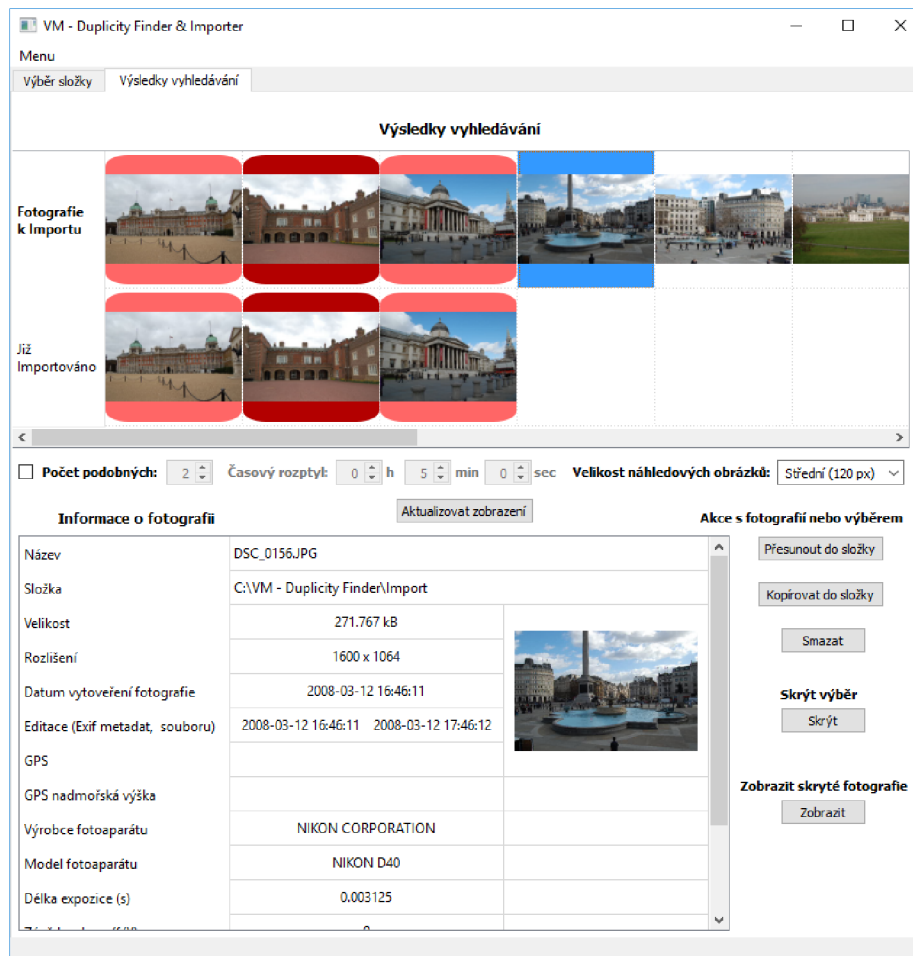 VM - Duplicity Finder & Importer
Menu
Výběr složky
Výsledky vyhledávání
Výsledky vyhledávání
Fotografie
k Importu
Již
Importováno
Počet podobných: 2 Časový rozptyl: 0 h 5 min 0 sec Velikost náhledových obrázků: Střední (120 px)
Informace o fotografii
Aktualizovat zobrazení
Akce s fotografií nebo výběrem
Název DSC_0156.JPG
Složka C:\VM - Duplicity Finder\Import
Velikost 271.767 kB
Rozlišení 1600 x 1064
Datum vytoveření fotografie 2008-03-12 16:46:11
Editace (Exif metadat, souboru) 2008-03-12 16:46:11 2008-03-12 17:46:12
GPS
GPS nadmořská výška
Výrobce fotoaparátu NIKON CORPORATION
Model fotoaparátu NIKON D40
Délka expozice (s) 0.003125
Přesunout do složky
Kopírovat do složky
Smazat
Skrýt výběr
Skrýt
Zobrazit skryté fotografie
Zobrazit